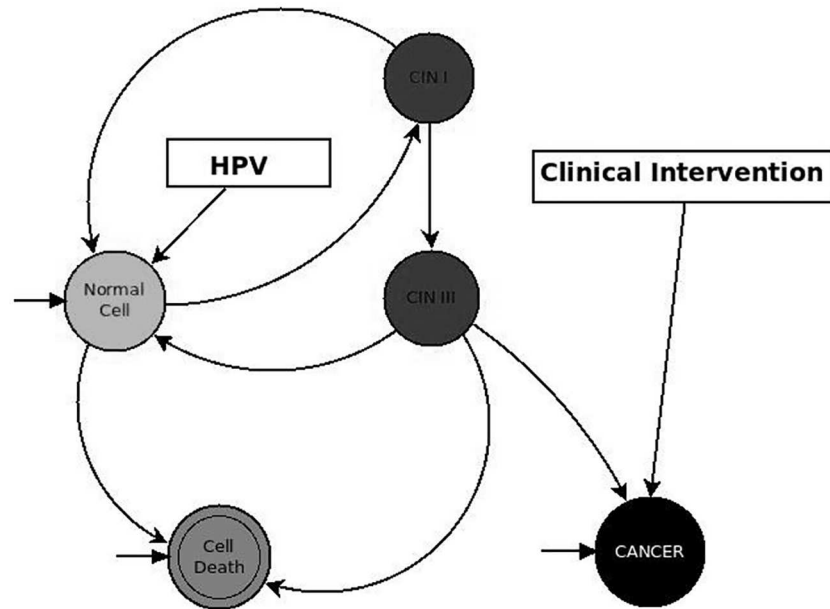 CIN I
HPV
Clinical Intervention
Normal
Cell
CIN III
Cell
Death
CANCER